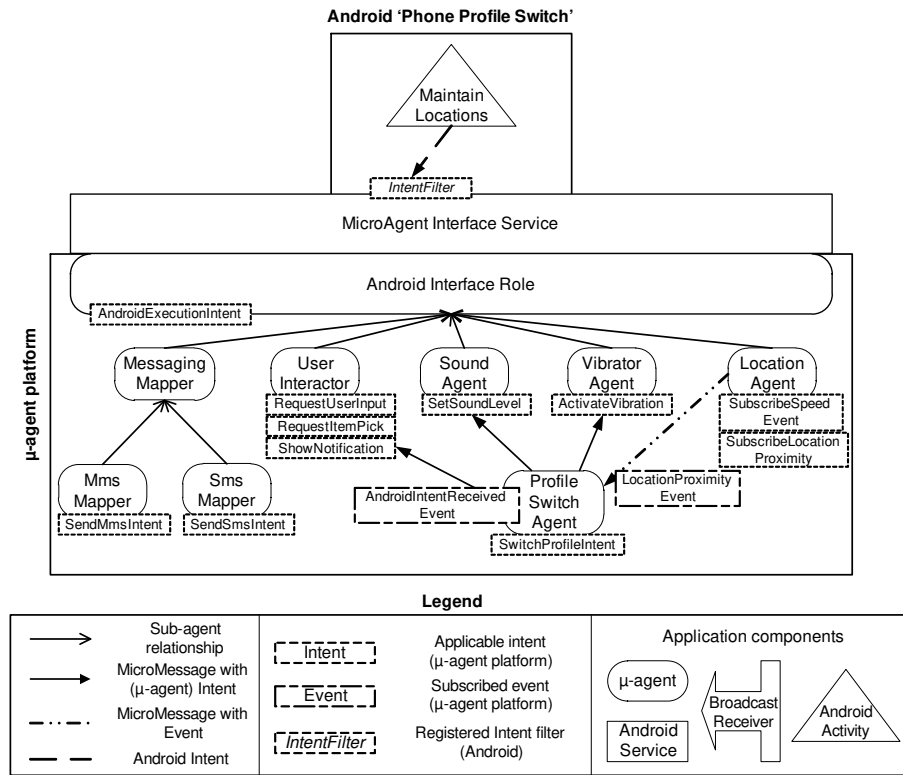 Android ‘Phone Profile Switch’
Maintain
Locations
IntentFilter
MicroAgent Interface Service
Android Interface Role
AndroidExecutionIntent
µ-agent platform
Messaging
Mapper
User
Interactor
RequestUserInput
RequestItemPick
ShowNotification
Sound
Agent
SetSoundLevel
Vibrator
Agent
ActivateVibration
Location
Agent
SubscribeSpeed
Event
SubscribeLocation
Proximity
Mms
Mapper
SendMmsIntent
Sms
Mapper
SendSmsIntent
AndroidIntentReceived
Event
Profile
Switch
Agent
SwitchProfileIntent
LocationProximity
Event
Legend
Sub-agent
relationship
MicroMessage with
(µ-agent) Intent
MicroMessage with
Event
Android Intent
Intent
Applicable intent
(µ-agent platform)
Event
Subscribed event
(µ-agent platform)
IntentFilter
Registered Intent filter
(Android)
Application components
µ-agent
Android
Service
Broadcast
Receiver
Android
Activity